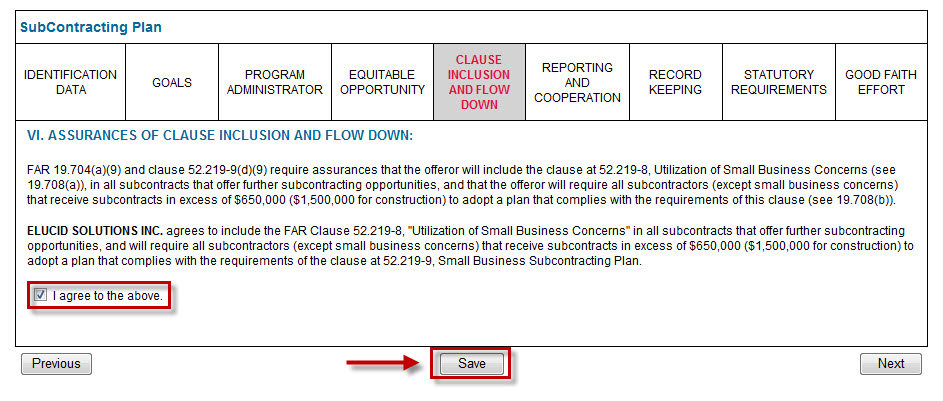 SubContracting Plan
IDENTIFICATION
DATA
GOALS
PROGRAM
ADMINISTRATOR
EQUITABLE
OPPORTUNITY
CLAUSE
INCLUSION
AND FLOW
DOWN
REPORTING
AND
COOPERATION
RECORD
KEEPING
STATUTORY
REQUIREMENTS
GOOD FAITH
EFFORT
VI. ASSURANCES OF CLAUSE INCLUSION AND FLOW DOWN:
FAR 19.704(a)(9) and clause 52.219-9(d)(9) require assurances that the offeror will include the clause at 52.219-8, Utilization of Small Business Concerns (see
19.708(a)), in all subcontracts that offer further subcontracting opportunities, and that the offeror will require all subcontractors (except small business concerns)
that receive subcontracts in excess of $650,000 ($1,500,000 for construction) to adopt a plan that complies with the requirements of this clause (see 19.708(b)).
ELUCID SOLUTIONS INC. agrees to include the FAR Clause 52.219-8, "Utilization of Small Business Concerns" in all subcontracts that offer further subcontracting
opportunities, and will require all subcontractors (except small business concerns) that receive subcontracts in excess of $650,000 ($1,500,000 for construction) to
adopt a plan that complies with the requirements of the clause at 52.219-9, Small Business Subcontracting Plan.
I agree to the above.
Previous
Save
Next